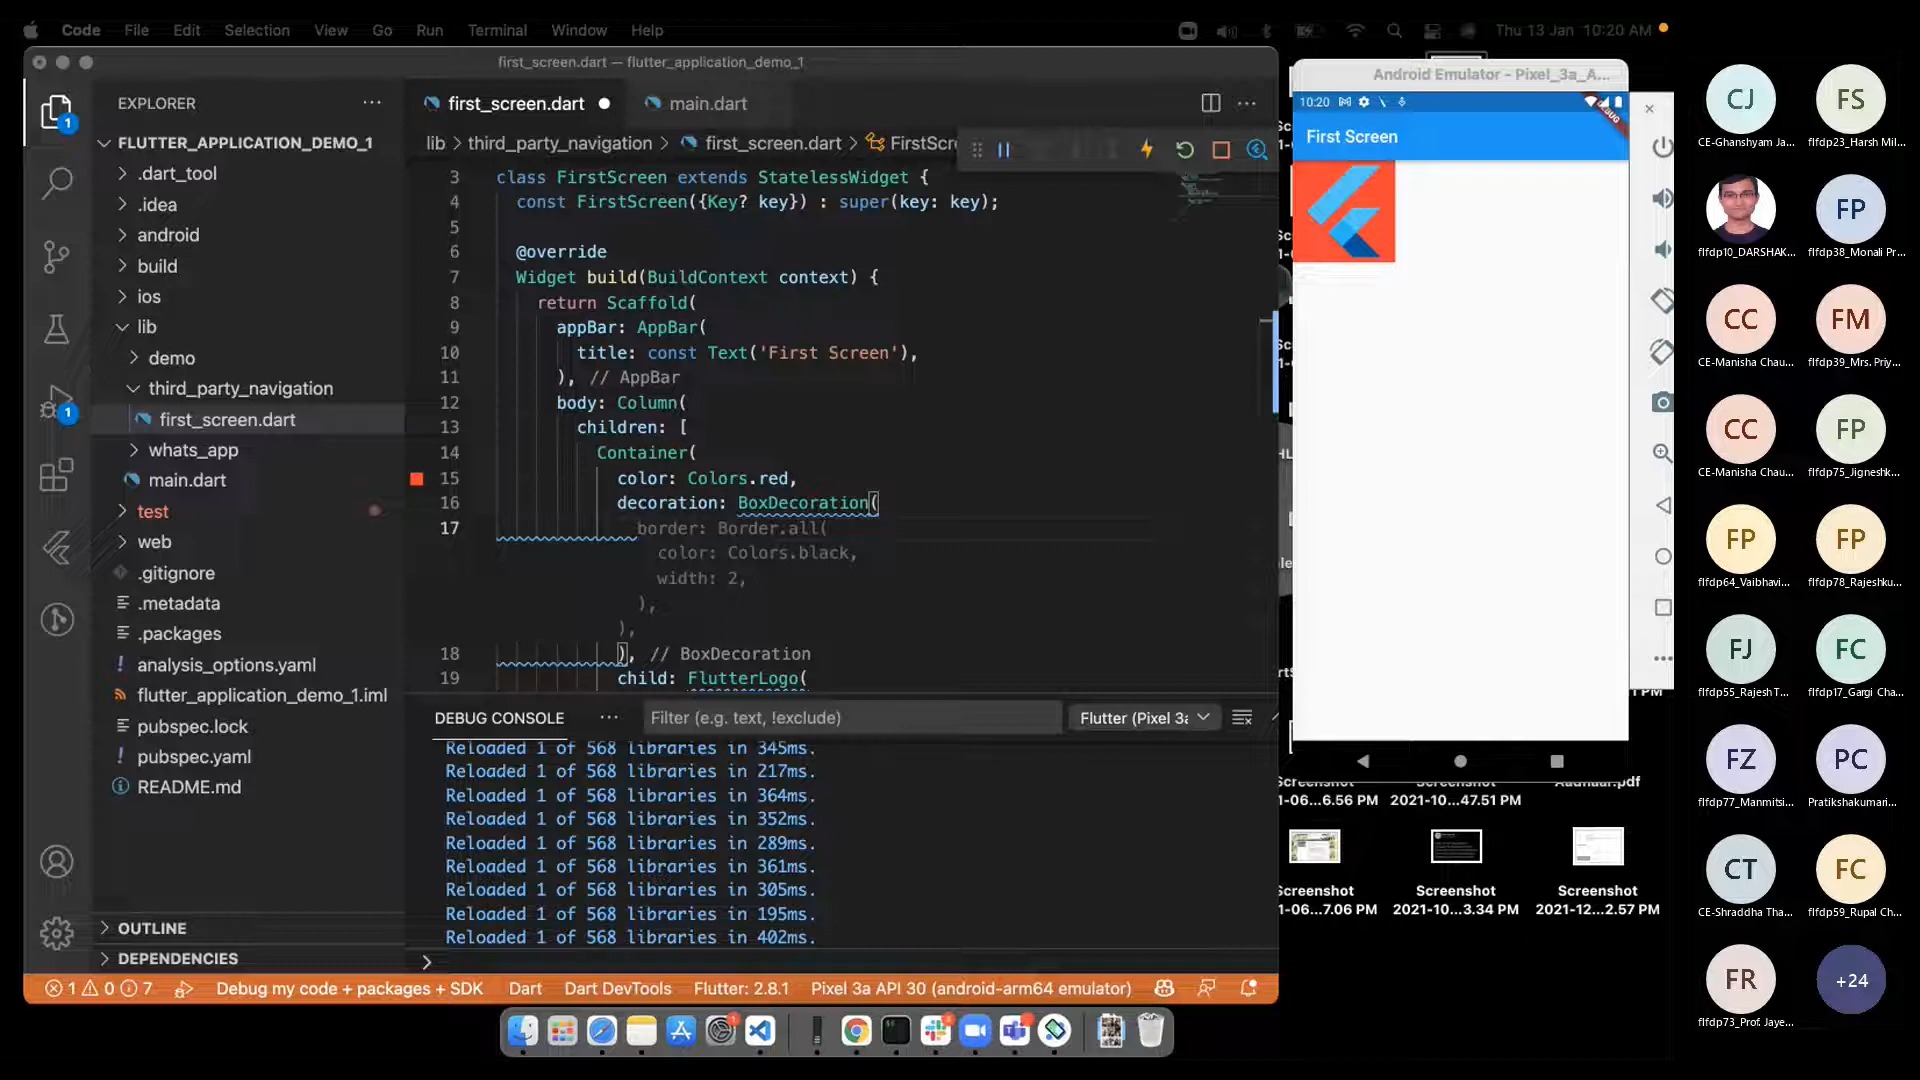 Code File Edit Selection View Go Run Terminal Window Help
Thu 13 Jan 10:20 AM
first_screen.dart — flutter_application_demo_1
EXPLORER
FLUTTER_APPLICATION_DEMO_1
.dart_tool
.idea
android
build
ios
lib
demo
third_party_navigation
first_screen.dart
whats_app
main.dart
test
web
.gitignore
.metadata
.packages
analysis_options.yaml
flutter_application_demo_1.iml
pubspec.lock
pubspec.yaml
README.md
OUTLINE
DEPENDENCIES
1
1
first_screen.dart
main.dart
lib > third_party_navigation > first_screen.dart > FirstScre
3 class FirstScreen extends StatelessWidget {
4 const FirstScreen({Key? key}) : super(key: key);
5
6 @override
7 Widget build(BuildContext context) {
8 return Scaffold(
9 appBar: AppBar(
10 title: const Text('First Screen'),
11 ), // AppBar
12 body: Column(
13 children: [
14 Container(
15 color: Colors.red,
16 decoration: BoxDecoration(
17 border: Border.all(
color: Colors.black,
width: 2,
),
),
18 ), // BoxDecoration
19 child: FlutterLogo(
DEBUG CONSOLE
Filter (e.g. text, !exclude)
Flutter (Pixel 3a
Reloaded 1 of 568 libraries in 345ms.
Reloaded 1 of 568 libraries in 217ms.
Reloaded 1 of 568 libraries in 364ms.
Reloaded 1 of 568 libraries in 352ms.
Reloaded 1 of 568 libraries in 289ms.
Reloaded 1 of 568 libraries in 361ms.
Reloaded 1 of 568 libraries in 305ms.
Reloaded 1 of 568 libraries in 195ms.
Reloaded 1 of 568 libraries in 402ms.
1 0 7 Debug my code + packages + SDK Dart Dart DevTools Flutter: 2.8.1 Pixel 3a API 30 (android-arm64 emulator)
Android Emulator - Pixel_3a_A...
10:20
First Screen
Screenshot
1-06...6.56 PM
Screenshot
2021-10...47.51 PM
Aadhaar.pdf
1 PM
Screenshot
1-06...7.06 PM
Screenshot
2021-10...3.34 PM
Screenshot
2021-12...2.57 PM
CJ
CE-Ghanshyam Ja...
FS
flfdp23_Harsh Mil...
flfdp10_DARSHAK...
FP
flfdp38_Monali Pr...
CC
CE-Manisha Chau...
FM
flfdp39_Mrs. Priy...
CC
CE-Manisha Chau...
FP
flfdp75_Jigneshk...
FP
flfdp64_Vaibhavi...
FP
flfdp78_Rajeshku...
FJ
flfdp55_Rajesh T...
FC
flfdp17_Gargi Cha...
FZ
flfdp77_Manmitsi...
PC
Pratikshakumari...
CT
CE-Shraddha Tha...
FC
flfdp59_Rupal Ch...
FR
flfdp73_Prof. Jaye...
+24